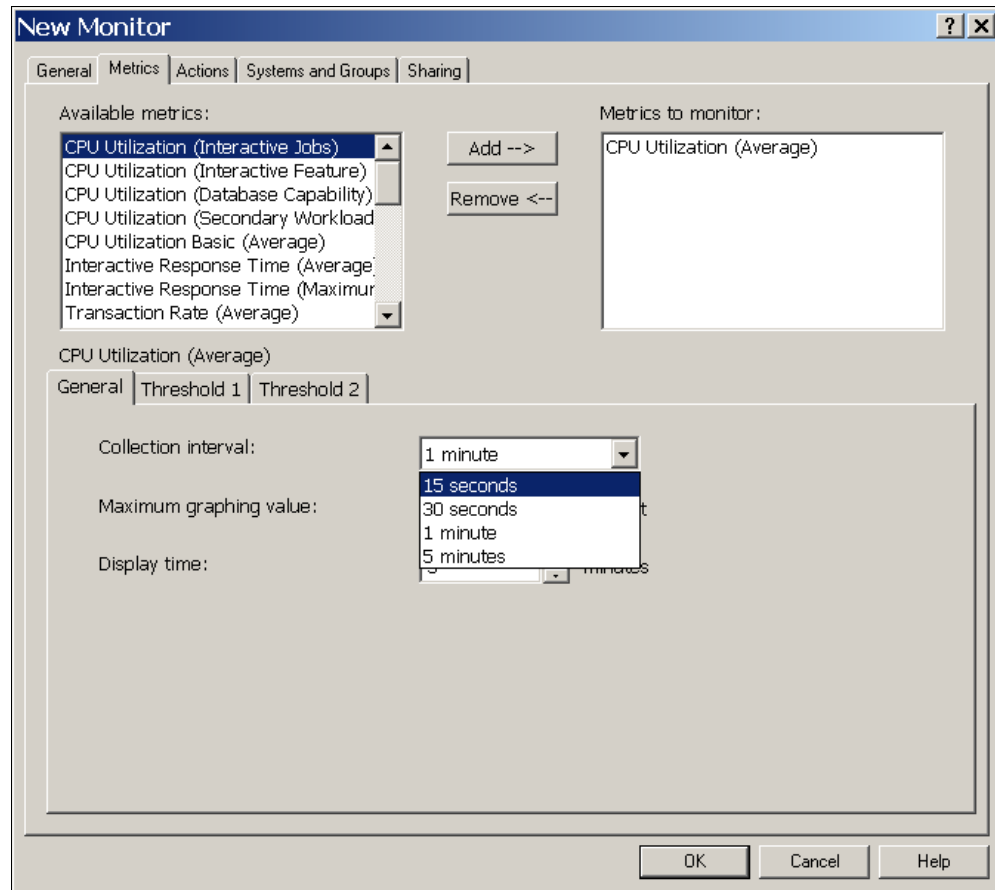 New Monitor
General Metrics Actions Systems and Groups Sharing
Available metrics:
Metrics to monitor:
CPU Utilization (Interactive Jobs)
CPU Utilization (Interactive Feature)
CPU Utilization (Database Capability)
CPU Utilization (Secondary Workload
CPU Utilization Basic (Average)
Interactive Response Time (Average)
Interactive Response Time (Maximur
Transaction Rate (Average)
Add -->
Remove <--
CPU Utilization (Average)
CPU Utilization (Average)
General Threshold 1 Threshold 2
Collection interval:
1 minute
15 seconds
30 seconds
1 minute
5 minutes
Maximum graphing value:
Display time:
minutes
OK Cancel Help